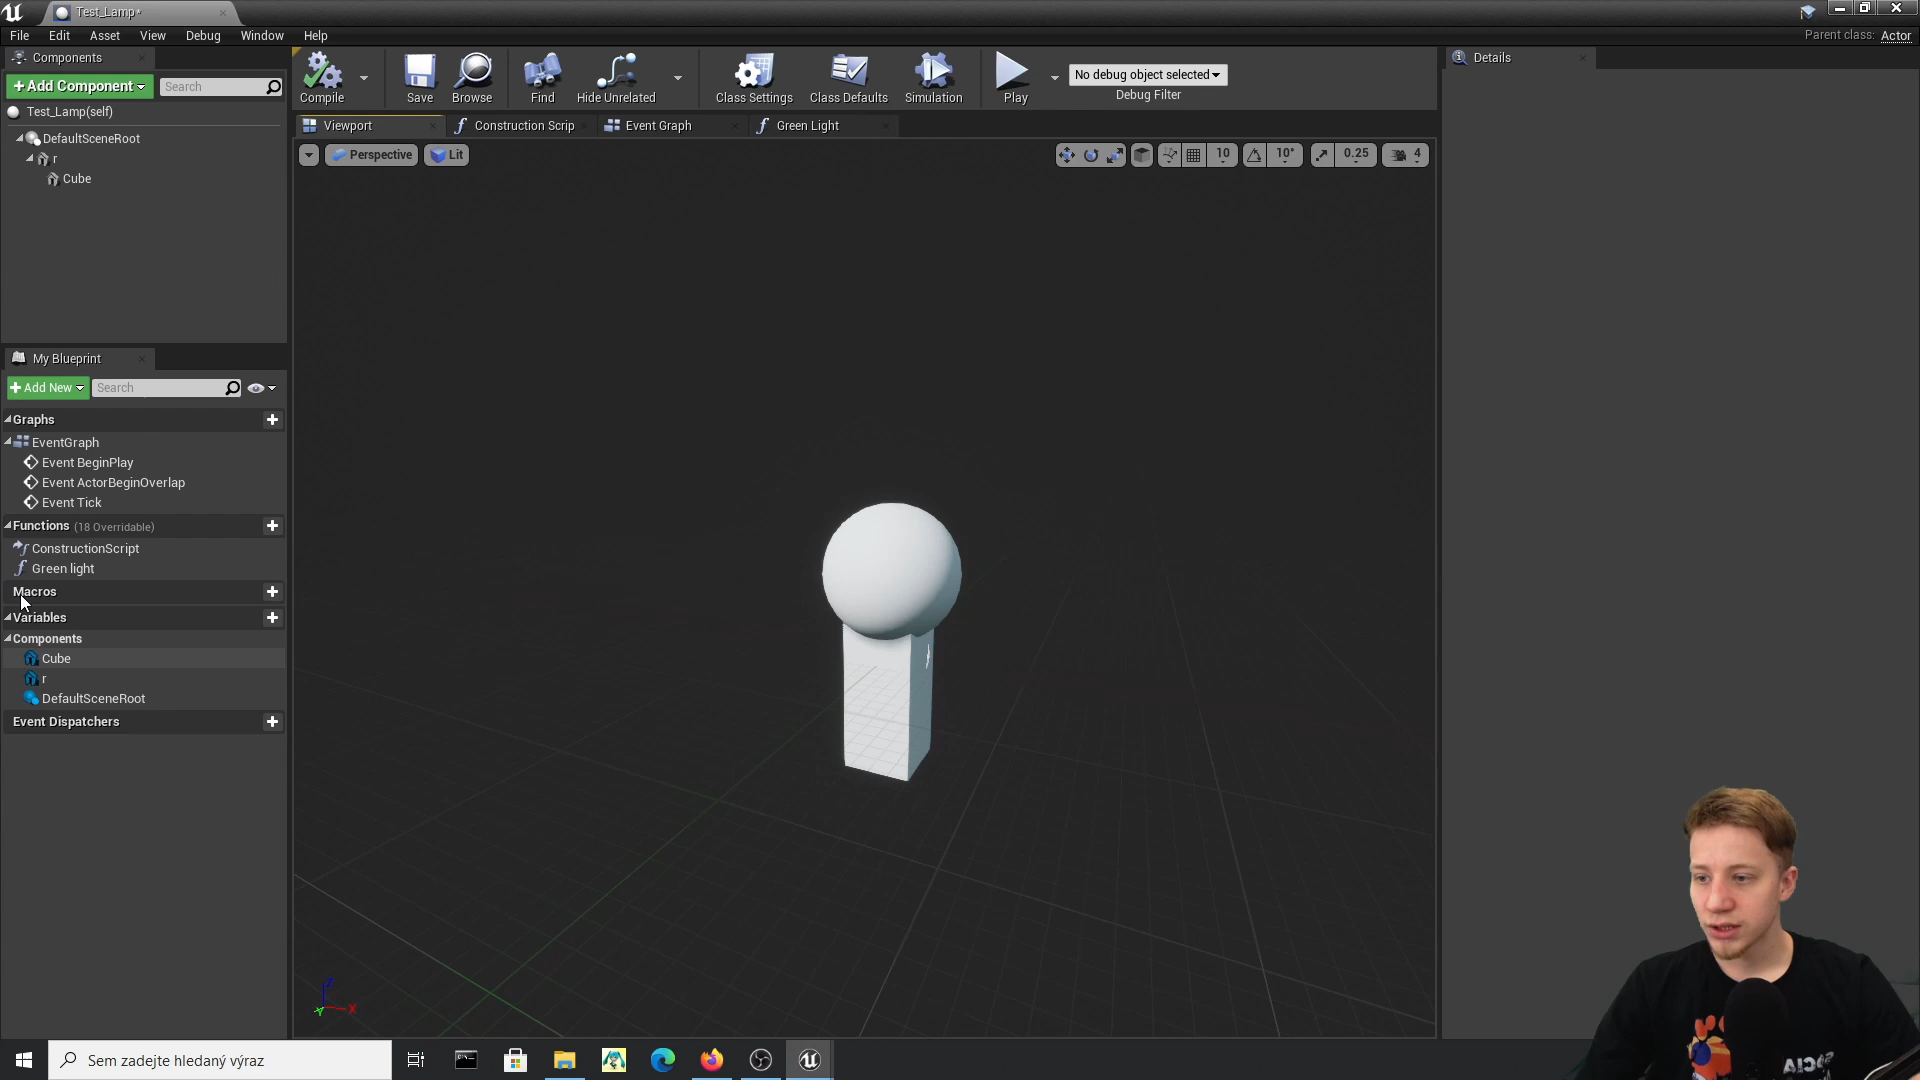 Test_Lamp*
File Edit Asset View Debug Window Help
Parent class: Actor
Components
+Add Component Search
Test_Lamp(self)
DefaultSceneRoot
r
Cube
Compile Save Browse Find Hide Unrelated Class Settings Class Defaults Simulation Play
No debug object selected
Debug Filter
Details
Viewport Construction Scrip Event Graph Green Light
Perspective Lit 10 10° 0.25 4
My Blueprint
+Add New Search
Graphs
EventGraph
Event BeginPlay
Event ActorBeginOverlap
Event Tick
Functions (18 Overridable)
ConstructionScript
Green light
Macros
Variables
Components
Cube
r
DefaultSceneRoot
Event Dispatchers
Z
Y X
Sem zadejte hledaný výraz